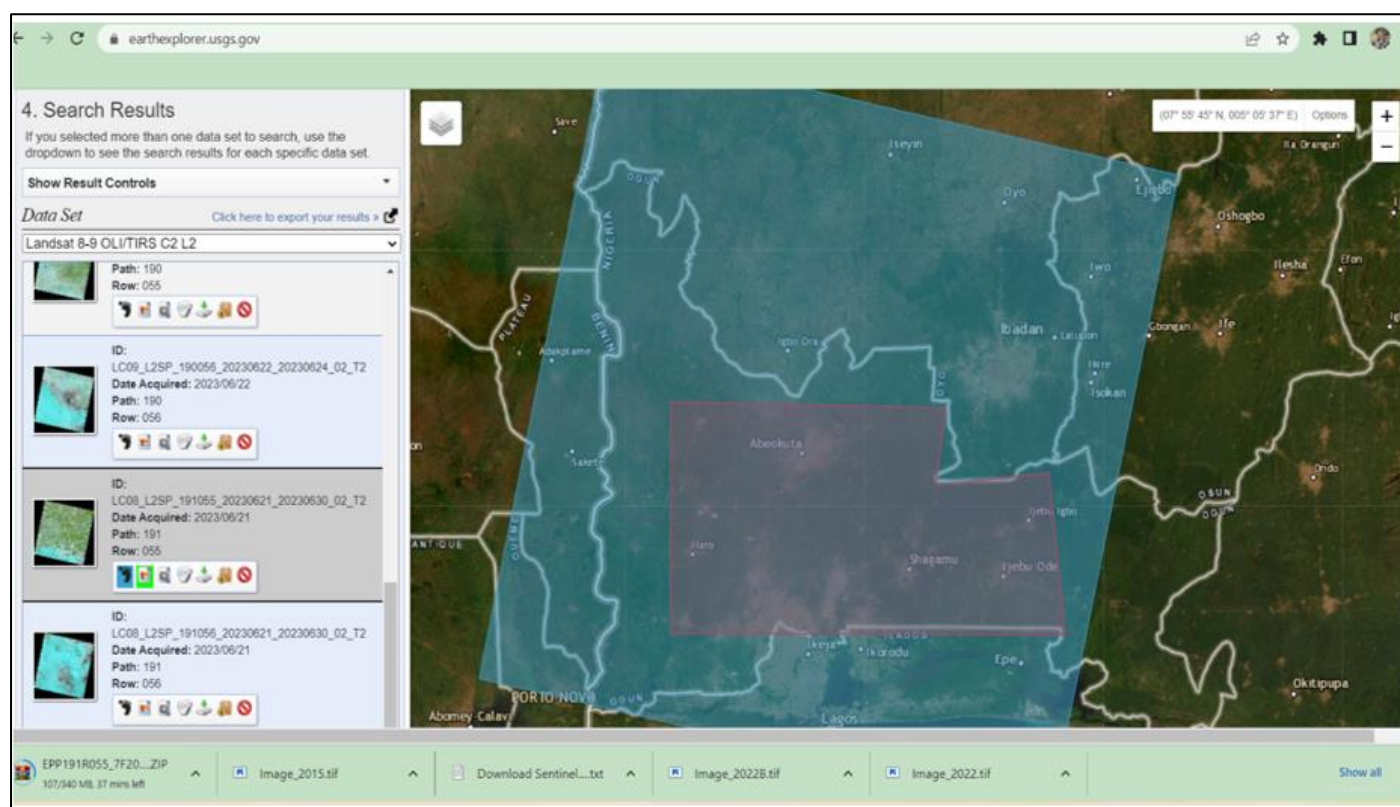 earthexplorer.usgs.gov
4. Search Results
If you selected more than one data set to search, use the
dropdown to see the search results for each specific data set.
Show Result Controls
Data Set
Click here to export your results »
Landsat 8-9 OLI/TIRS C2 L2
Path: 190
Row: 055
ID:
LC09_L2SP_190056_20230622_20230624_02_T2
Date Acquired: 2023/06/22
Path: 190
Row: 056
ID:
LC08_L2SP_191055_20230621_20230630_02_T2
Date Acquired: 2023/06/21
Path: 191
Row: 055
ID:
LC08_L2SP_191056_20230621_20230630_02_T2
Date Acquired: 2023/06/21
Path: 191
Row: 056
(07° 55' 45" N, 005° 05' 37" E)
Options
+
−
Save
Iseyin
Ila Orangun
OGUN
Oyo
Ejigbo
NIGERIA
Oshogbo
Iwo
Ilesha
Efon
PLATEAU
BENIN
Adakplame
Igbo Ora
Ibadan
Lalupon
Gbongan
Ife
Ikire
Isokan
OYO
Abeokuta
Sakete
Ondo
OSUN
OGUN
Ijebu Igbo
OUEME
ANTIQUE
Ilaro
Shagamu
Ijebu Ode
LAGOS
Ikeja
Ikorodu
Epe
PORTO-NOVO
OGUN
Okitipupa
Abomey-Calavi
Lagos
EPP191R055_7F20....ZIP
107/340 MB, 37 mins left
Image_2015.tif
Download Sentinel....txt
Image_2022B.tif
Image_2022.tif
Show all